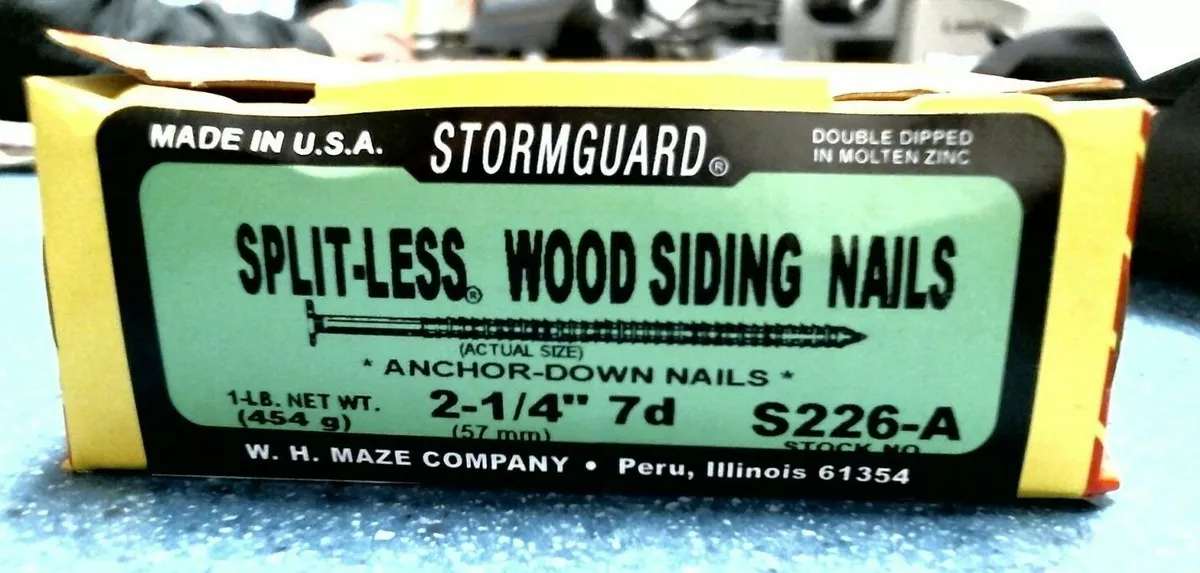 MADE IN U.S.A.
STORMGUARD®
DOUBLE DIPPED
IN MOLTEN ZINC
SPLIT-LESS® WOOD SIDING NAILS
(ACTUAL SIZE)
* ANCHOR-DOWN NAILS *
1-LB. NET WT.
(454 g)
2-1/4" 7d
(57 mm)
S226-A
STOCK NO.
W. H. MAZE COMPANY • Peru, Illinois 61354